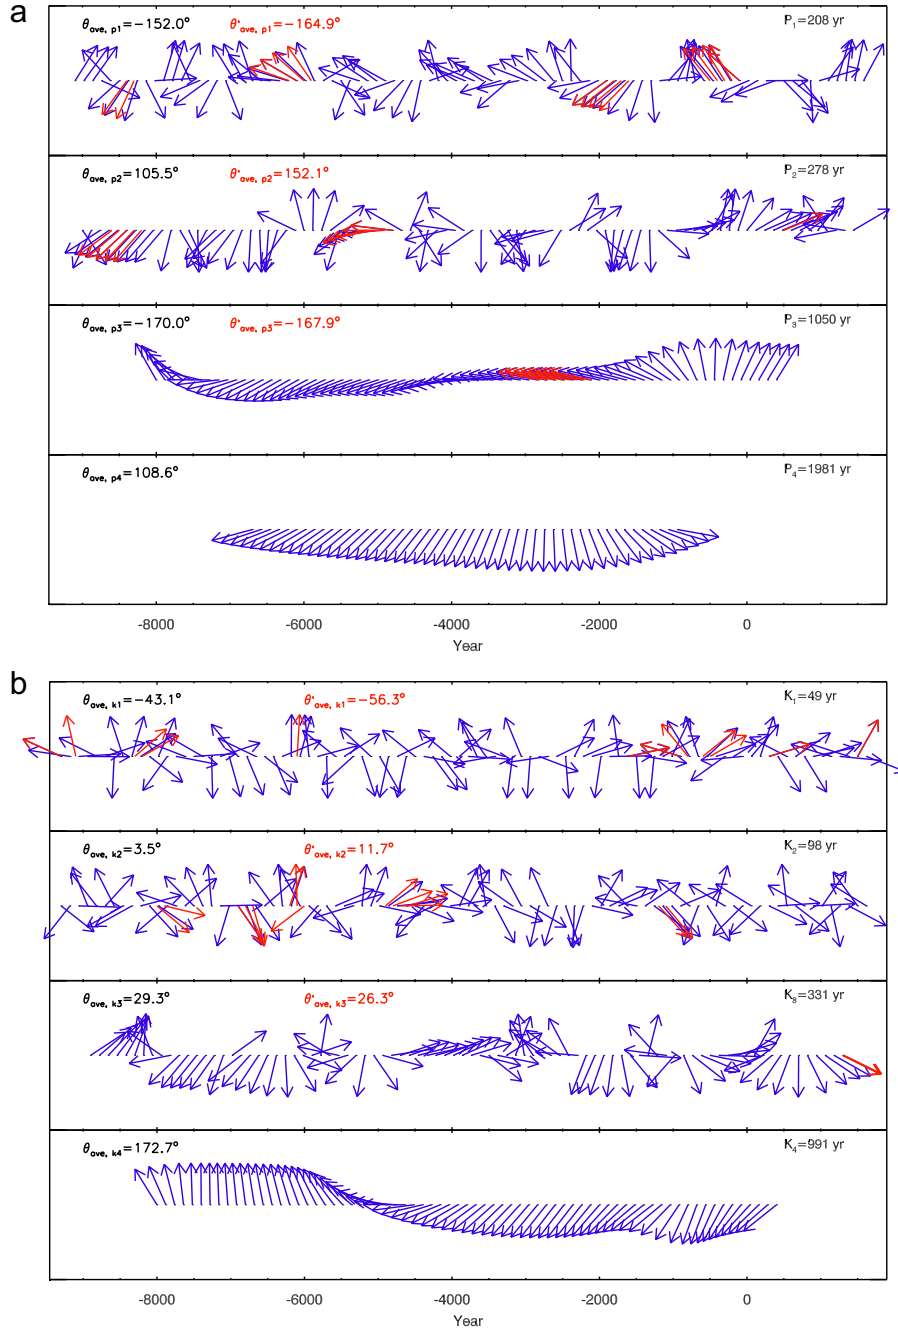 a
θave, p1=−152.0° θ'ave, p1=−164.9° P1=208 yr
θave, p2=105.5° θ'ave, p2=152.1° P2=278 yr
θave, p3=−170.0° θ'ave, p3=−167.9° P3=1050 yr
θave, p4=108.6° P4=1981 yr
-8000 -6000 -4000 -2000 0
Year
b
θave, k1=−43.1° θ'ave, k1=−56.3° K1=49 yr
θave, k2=3.5° θ'ave, k2=11.7° K2=98 yr
θave, k3=29.3° θ'ave, k3=26.3° K3=331 yr
θave, k4=172.7° K4=991 yr
-8000 -6000 -4000 -2000 0
Year